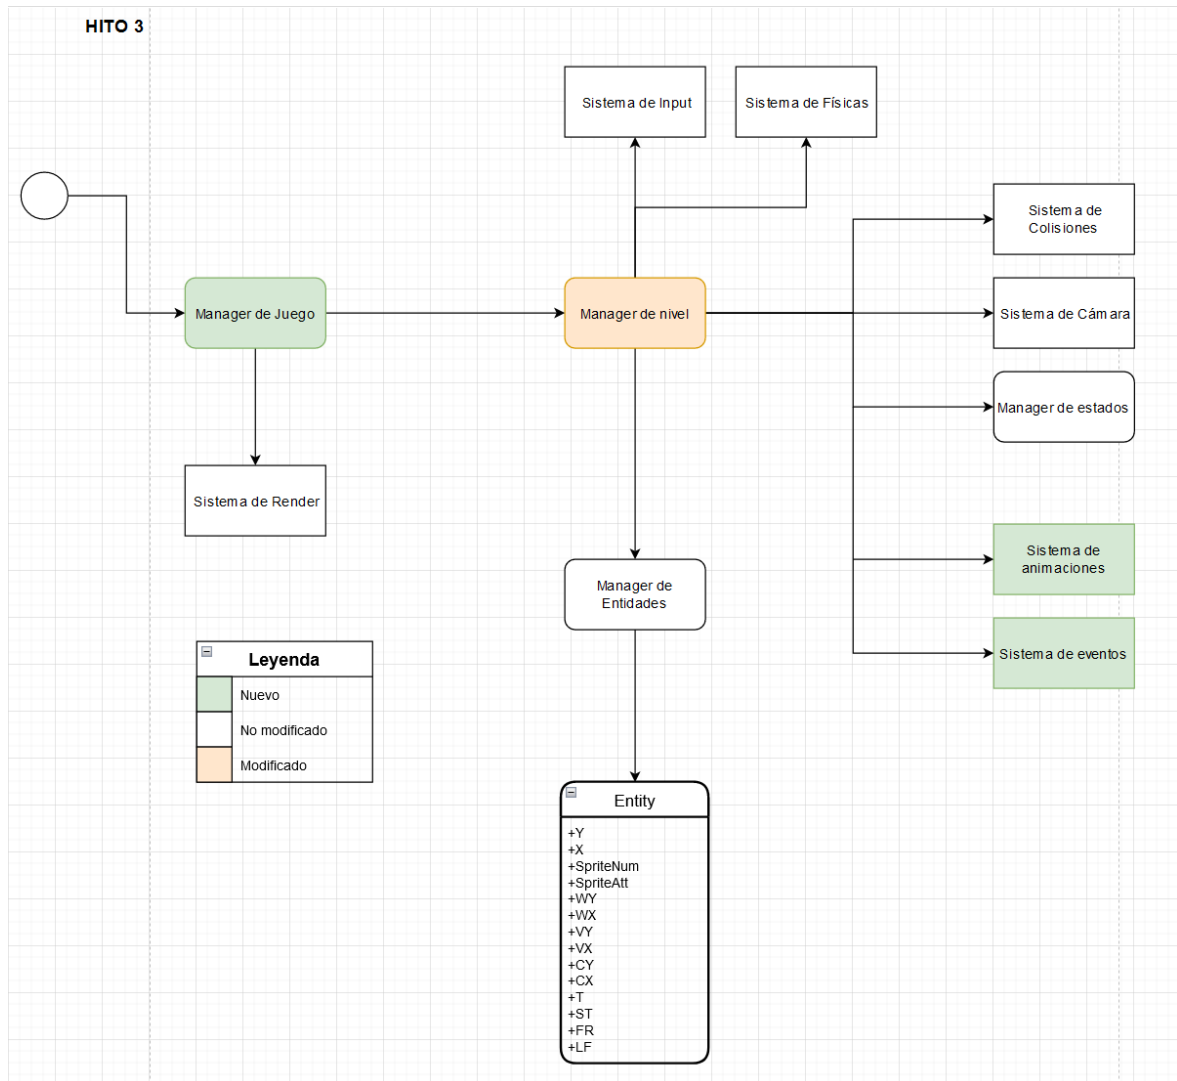 HITO 3
Sistema de Input
Sistema de Físicas
Sistema de
Colisiones
Manager de Juego
Manager de nivel
Sistema de Cámara
Manager de estados
Sistema de Render
Sistema de
animaciones
Manager de
Entidades
Sistema de eventos
Leyenda
Nuevo
No modificado
Modificado
Entity
+Y
+X
+SpriteNum
+SpriteAtt
+WY
+WX
+VY
+VX
+CY
+CX
+T
+ST
+FR
+LF